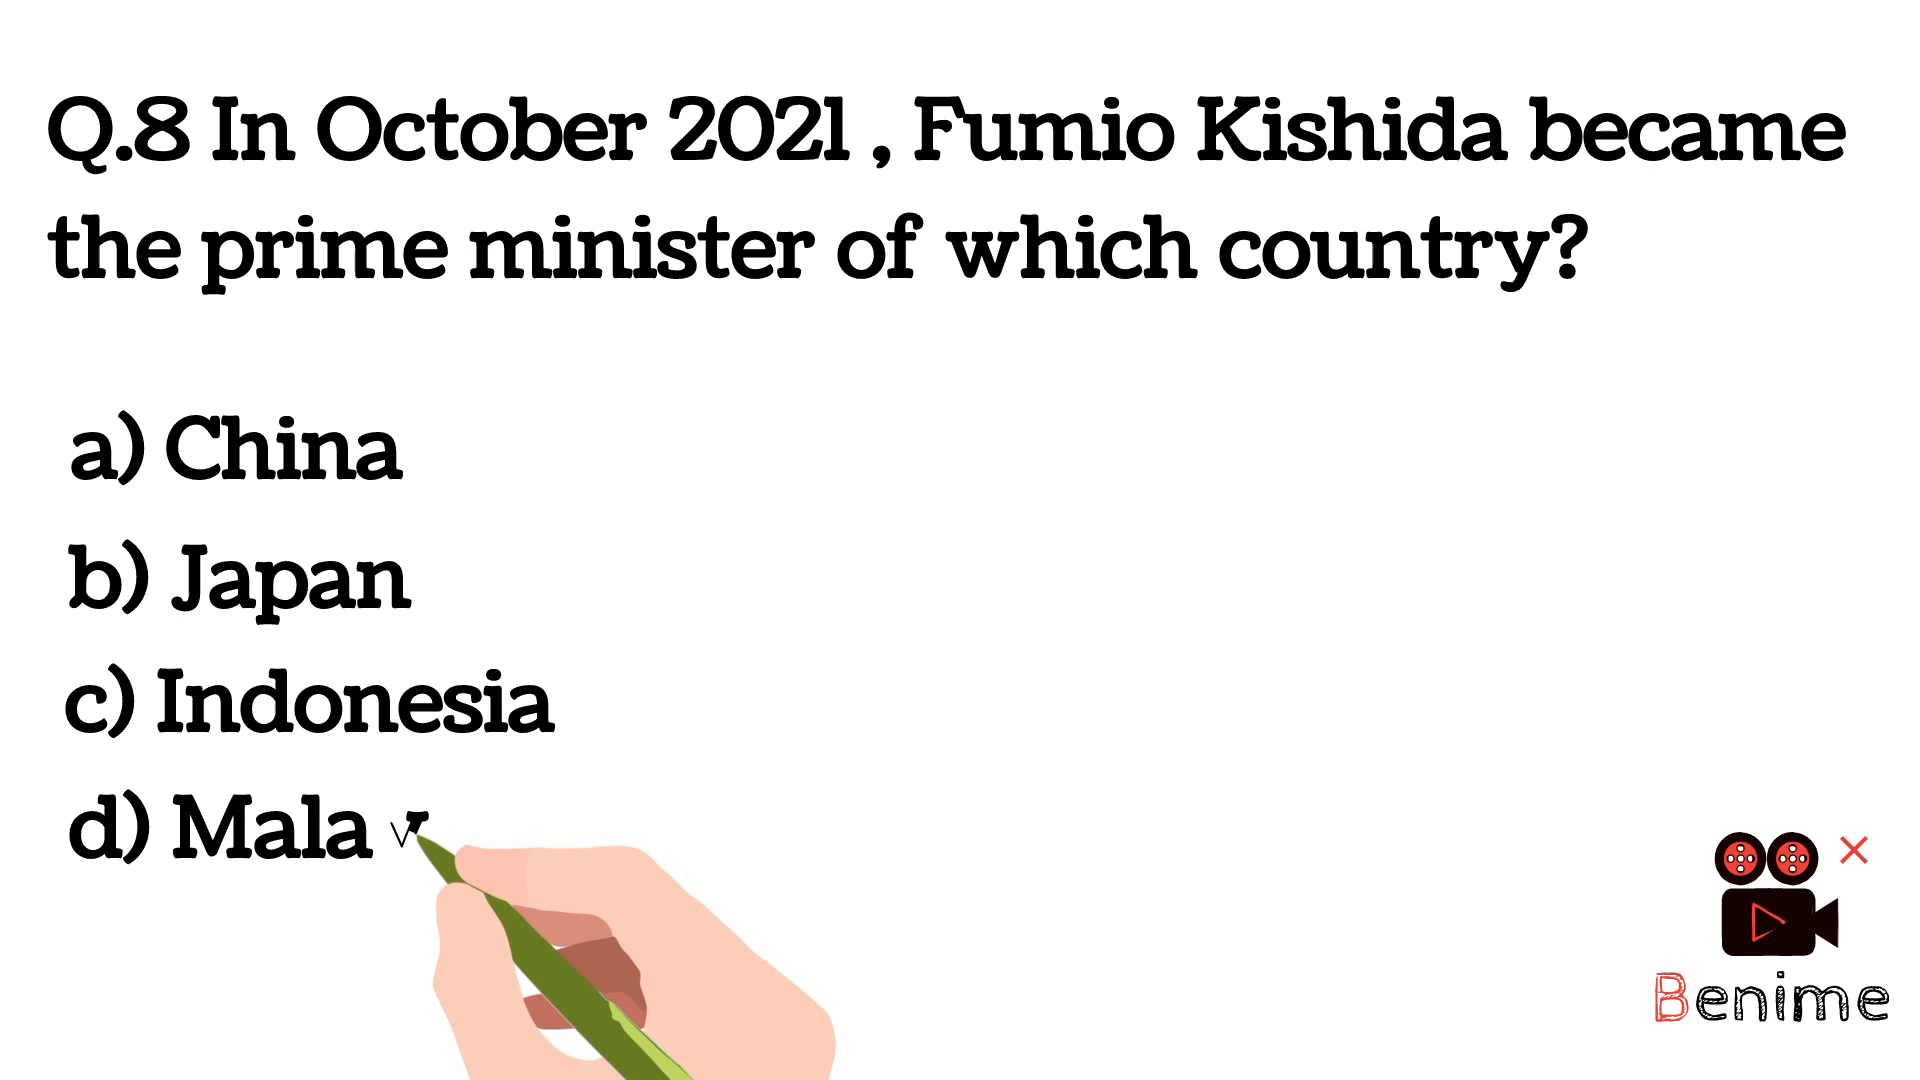 Q.8 In October 2021 , Fumio Kishida became
the prime minister of which country?
a) China
b) Japan
c) Indonesia
d) Mala
Benime